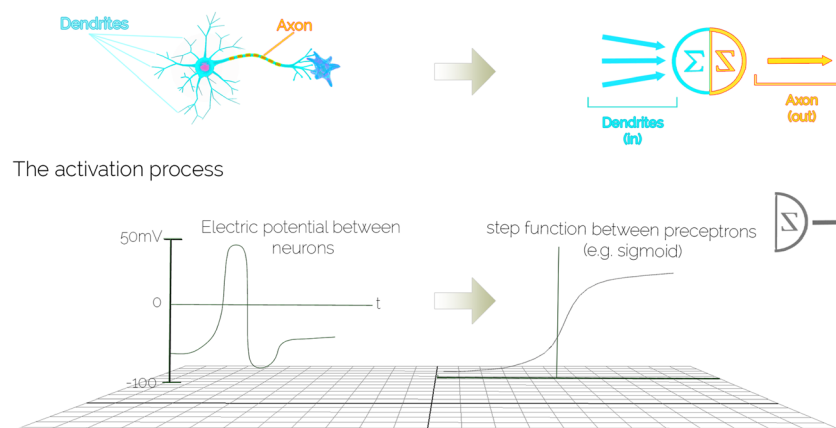 Dendrites
Axon
Σ
Dendrites
(in)
Axon
(out)
The activation process
Electric potential between
neurons
50mV
0
t
-100
step function between preceptrons
(e.g. sigmoid)